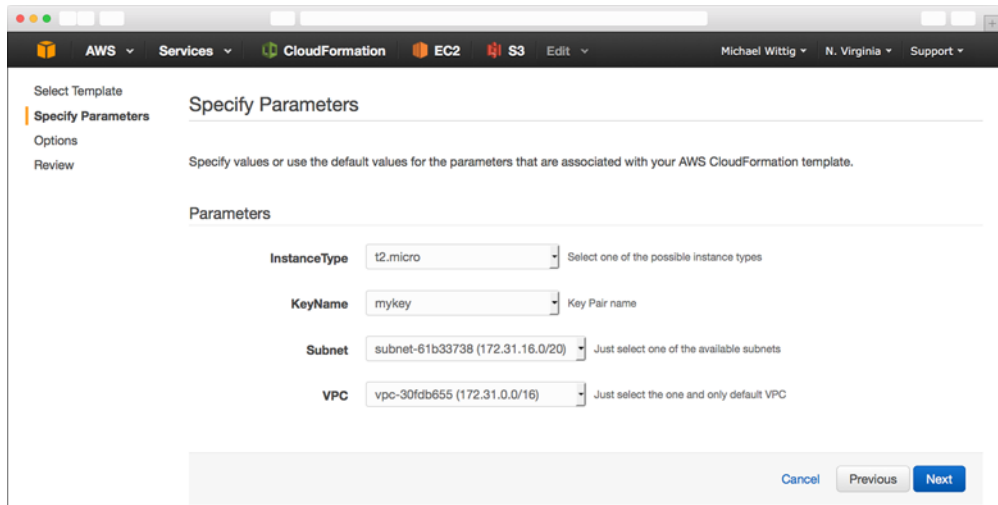 AWS Services CloudFormation EC2 S3 Edit Michael Wittig N. Virginia Support
Select Template
Specify Parameters
Options
Review
Specify Parameters
Specify values or use the default values for the parameters that are associated with your AWS CloudFormation template.
Parameters
InstanceType t2.micro Select one of the possible instance types
KeyName mykey Key Pair name
Subnet subnet-61b33738 (172.31.16.0/20) Just select one of the available subnets
VPC vpc-30fdb655 (172.31.0.0/16) Just select the one and only default VPC
Cancel Previous Next